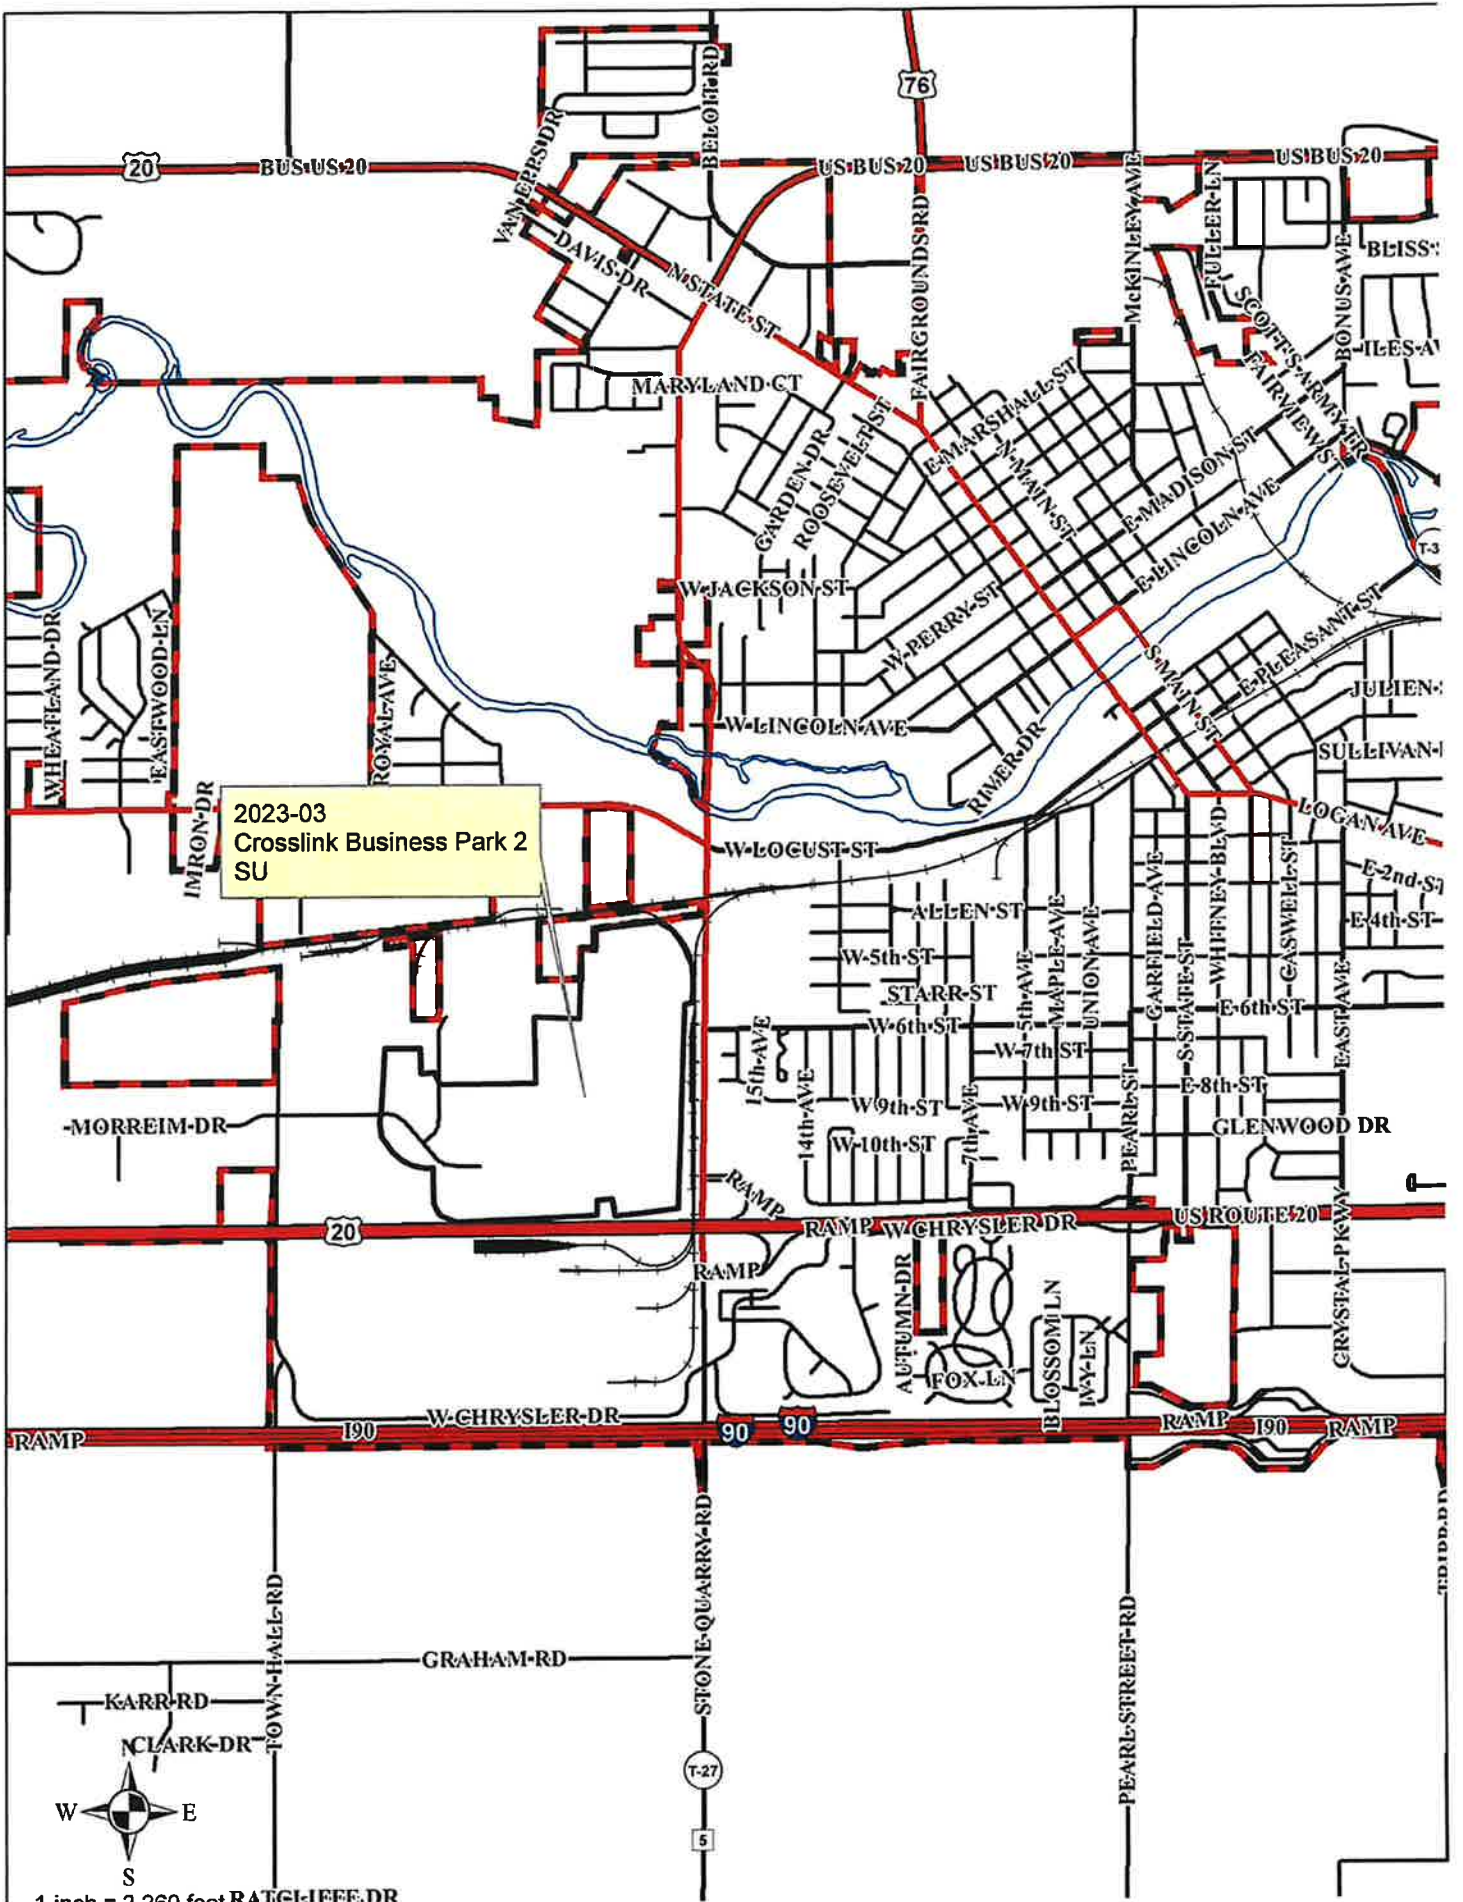 76
BELOIT RD
VAN EPPS DR
20
BUS US 20
US BUS 20
US BUS 20
US BUS 20
McKINLEY AVE
FULLER LN
FAIRGROUNDS RD
DAVIS DR
N STATE ST
BLISS
BONUS AVE
SCOTT'S ARMY TR
ILES AV
FAIRVIEW ST
MARYLAND CT
E MARSHALL ST
GARDEN DR
ROOSEVELT ST
N MAIN ST
E MADISON ST
E LINCOLN AVE
T-3
W JACKSON ST
W PERRY ST
E PLEASANT ST
S MAIN ST
JULIEN
WHEATLAND DR
EASTWOOD LN
ROYAL AVE
W LINCOLN AVE
RIVER DR
SULLIVAN
IMRON DR
2023-03
Crosslink Business Park 2
SU
W LOCUST ST
LOGAN AVE
E 2nd ST
WHITNEY BLVD
CASWELL ST
GARFIELD AVE
ALLEN ST
E 4th ST
W 5th ST
5th AVE
MAPLE AVE
UNION AVE
S STATE ST
STARR ST
E 6th ST
EAST AVE
W 6th ST
W 7th ST
15th AVE
14th AVE
E 8th ST
W 9th ST
W 9th ST
7th AVE
PEARL ST
MORREIM DR
GLENWOOD DR
W 10th ST
RAMP
20
RAMP
W CHRYSLER DR
US ROUTE 20
RAMP
AUTUMN DR
BLOSSOM LN
IVY LN
CRYSTAL PKWY
FOX LN
W CHRYSLER DR
RAMP
I90
90
90
RAMP
I90
RAMP
TOWN HALL RD
STONE QUARRY RD
PEARL STREET RD
GRAHAM RD
KARR RD
CLARK DR
N
W
E
S
T-27
5
1 inch = 2,260 feet
RATCLIFFE DR